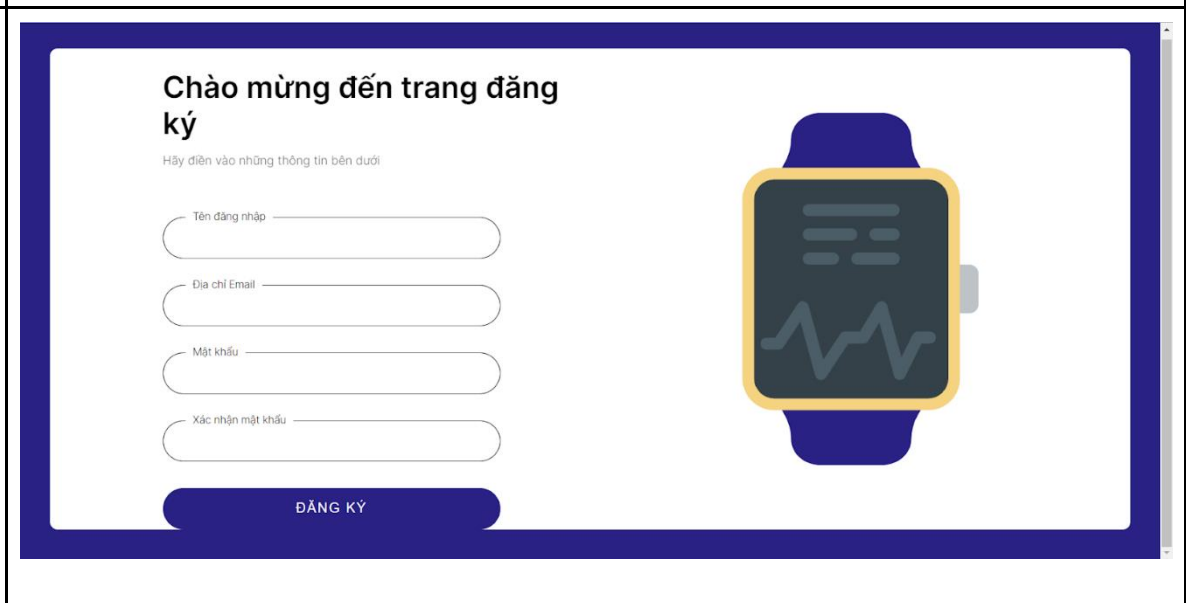 Chào mừng đến trang đăng
ký
Hãy điền vào những thông tin bên dưới
Tên đăng nhập
Địa chỉ Email
Mật khẩu
Xác nhận mật khẩu
ĐĂNG KÝ